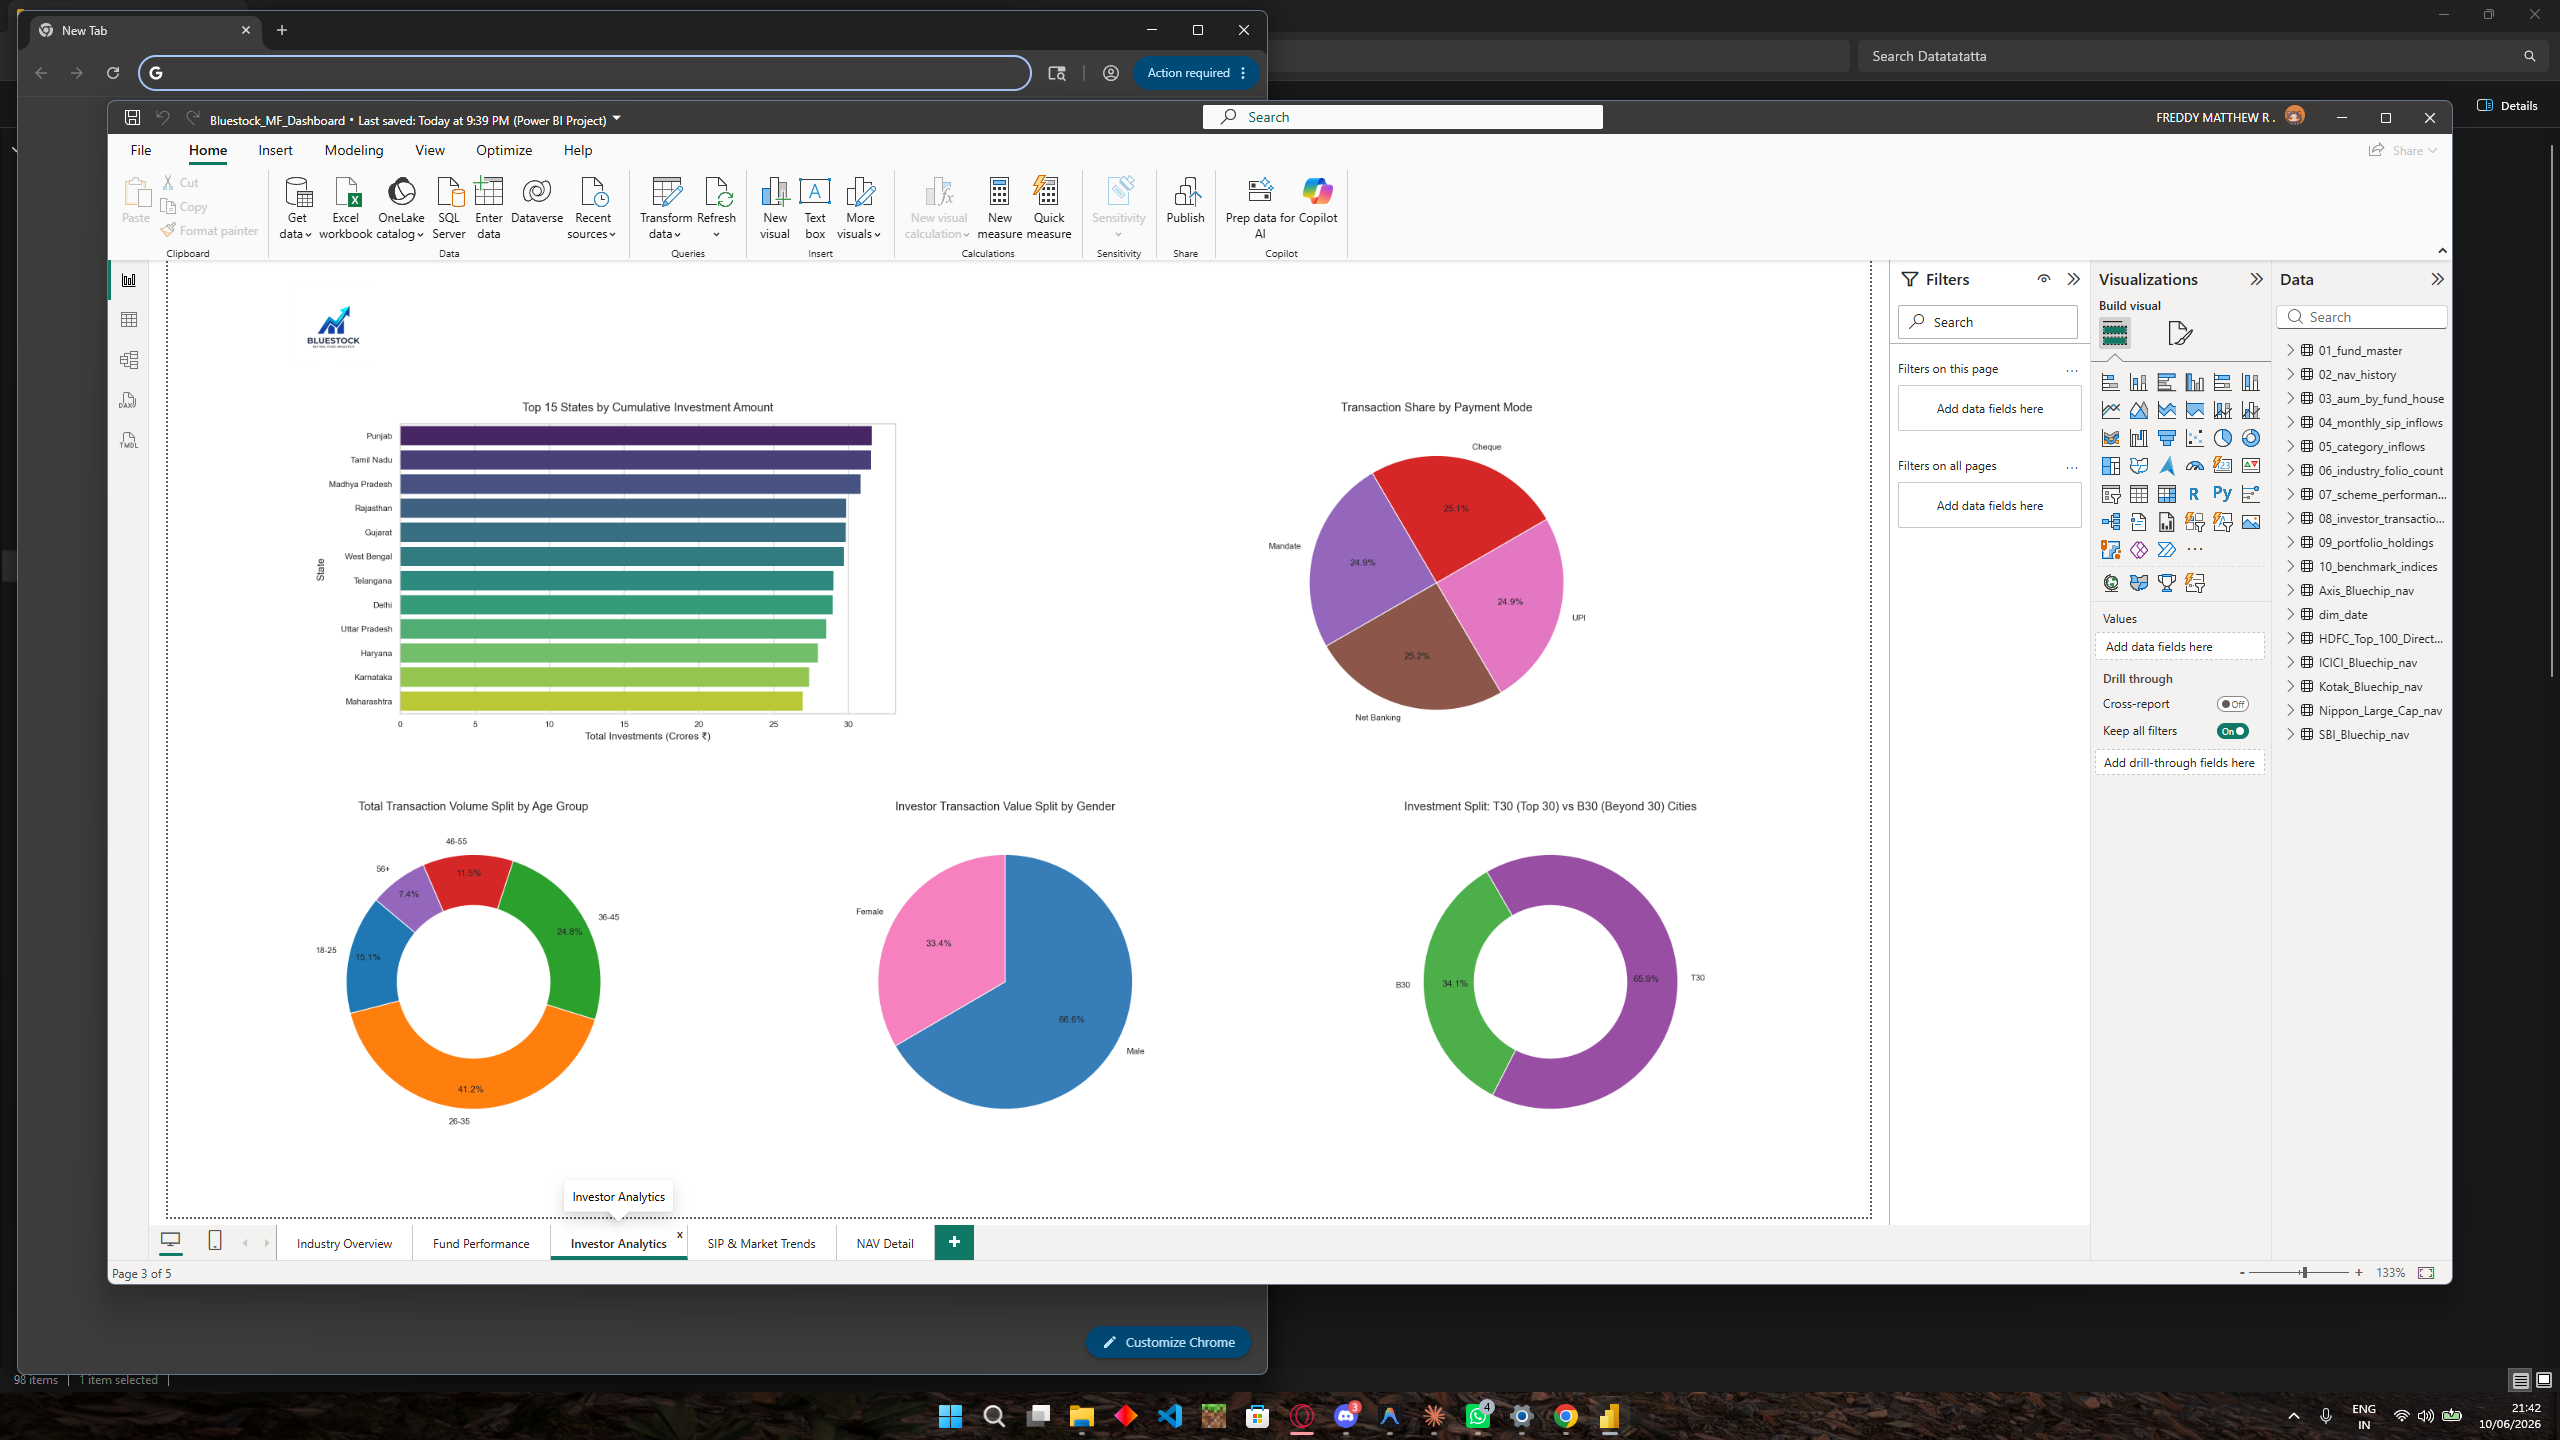 New Tab
Search Datatatatta
Action required
Details
Bluestock_MF_Dashboard • Last saved: Today at 9:39 PM (Power BI Project)
Search
FREDDY MATTHEW R .
File Home Insert Modeling View Optimize Help
Share
Paste
Cut
Copy
Format painter
Clipboard
Get data
Excel workbook
OneLake catalog
SQL Server
Enter data
Dataverse
Recent sources
Data
Transform data
Refresh
Queries
New visual
Text box
More visuals
Insert
New visual calculation
New measure
Quick measure
Calculations
Sensitivity
Sensitivity
Publish
Share
Prep data for AI
Copilot
Copilot
DAX
TMDL
BLUESTOCK
Top 15 States by Cumulative Investment Amount
State
Punjab
Tamil Nadu
Madhya Pradesh
Rajasthan
Gujarat
West Bengal
Telangana
Delhi
Uttar Pradesh
Haryana
Karnataka
Maharashtra
0 5 10 15 20 25 30
Total Investments (Crores ₹)
Transaction Share by Payment Mode
Cheque
25.1%
Mandate
24.9%
24.9%
UPI
25.2%
Net Banking
Total Transaction Volume Split by Age Group
46-55
11.5%
56+
7.4%
36-45
24.8%
18-25
15.1%
41.2%
26-35
Investor Transaction Value Split by Gender
Female
33.4%
66.6%
Male
Investment Split: T30 (Top 30) vs B30 (Beyond 30) Cities
B30
34.1%
65.9%
T30
Investor Analytics
Industry Overview
Fund Performance
Investor Analytics
x
SIP & Market Trends
NAV Detail
+
Page 3 of 5
- + 133%
Filters
Search
Filters on this page
...
Add data fields here
Filters on all pages
...
Add data fields here
Visualizations
Build visual
123
R
Py
...
Values
Add data fields here
Drill through
Cross-report
Off
Keep all filters
On
Add drill-through fields here
Data
Search
01_fund_master
02_nav_history
03_aum_by_fund_house
04_monthly_sip_inflows
05_category_inflows
06_industry_folio_count
07_scheme_performan...
08_investor_transactio...
09_portfolio_holdings
10_benchmark_indices
Axis_Bluechip_nav
dim_date
HDFC_Top_100_Direct...
ICICI_Bluechip_nav
Kotak_Bluechip_nav
Nippon_Large_Cap_nav
SBI_Bluechip_nav
Customize Chrome
98 items
1 item selected
3
4
ENG
IN
21:42
10/06/2026